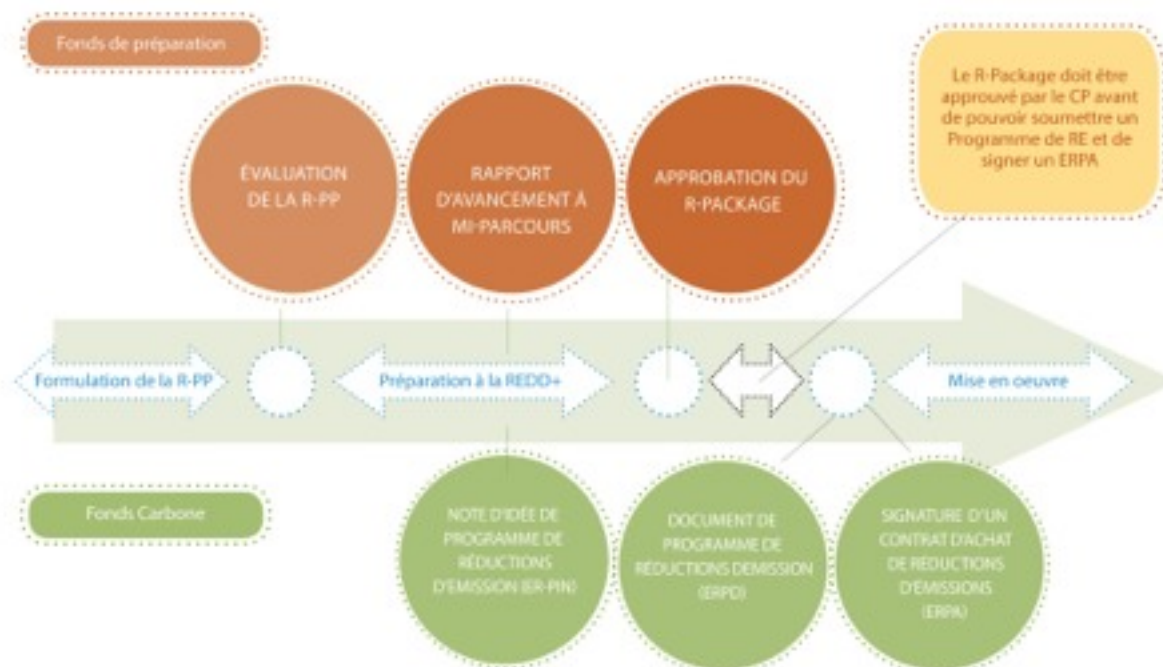 Fonds de préparation
Le R-Package doit être
approuvé par le CP avant
de pouvoir soumettre un
Programme de RE et de
signer un ERPA
ÉVALUATION
DE LA R-PP
RAPPORT
D'AVANCEMENT À
MI-PARCOURS
APPROBATION DU
R-PACKAGE
Formulation de la R-PP
Préparation à la REDD+
Mise en oeuvre
Fonds Carbone
NOTE D'IDÉE DE
PROGRAMME DE
RÉDUCTIONS
D'EMISSION (ER-PIN)
DOCUMENT DE
PROGRAMME DE
RÉDUCTIONS DEMISSION
(ERPD)
SIGNATURE D'UN
CONTRAT D'ACHAT
DE RÉDUCTIONS
D'ÉMISSIONS
(ERPA)